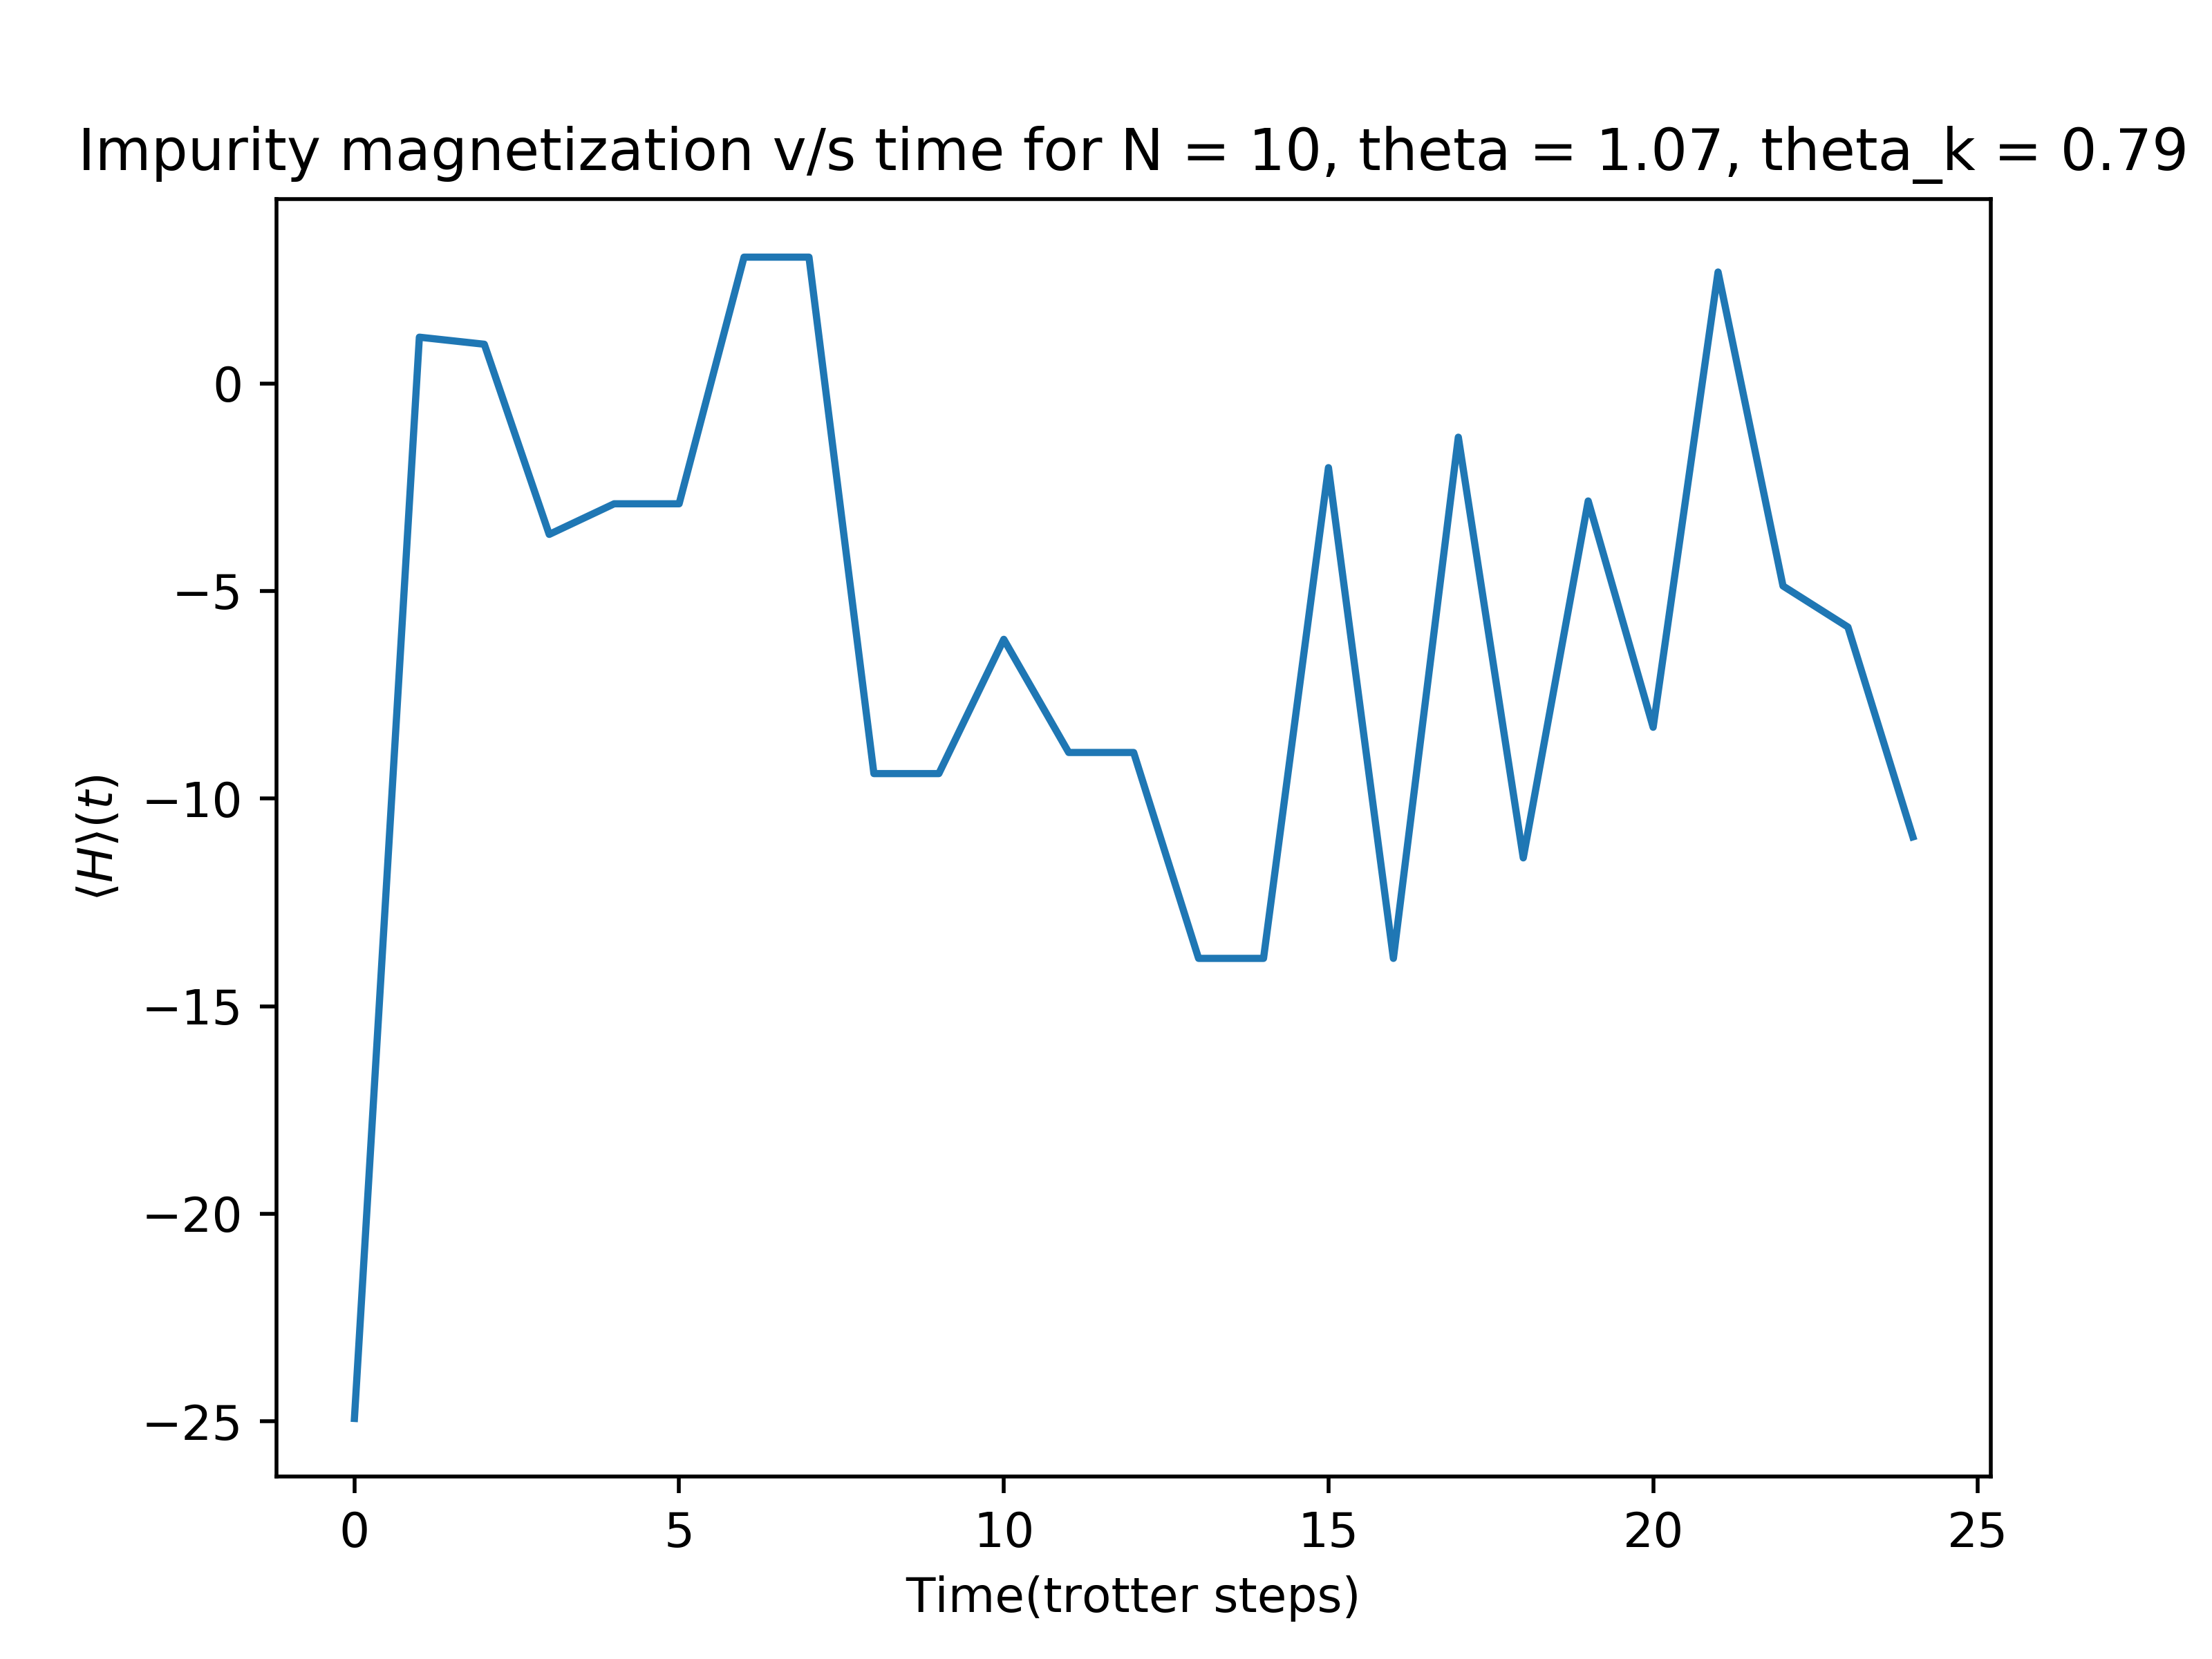 Impurity magnetization v/s time for N = 10, theta = 1.07, theta_k = 0.79
0
−5
−10
−15
−20
−25
⟨H⟩(t)
0 5 10 15 20 25
Time(trotter steps)